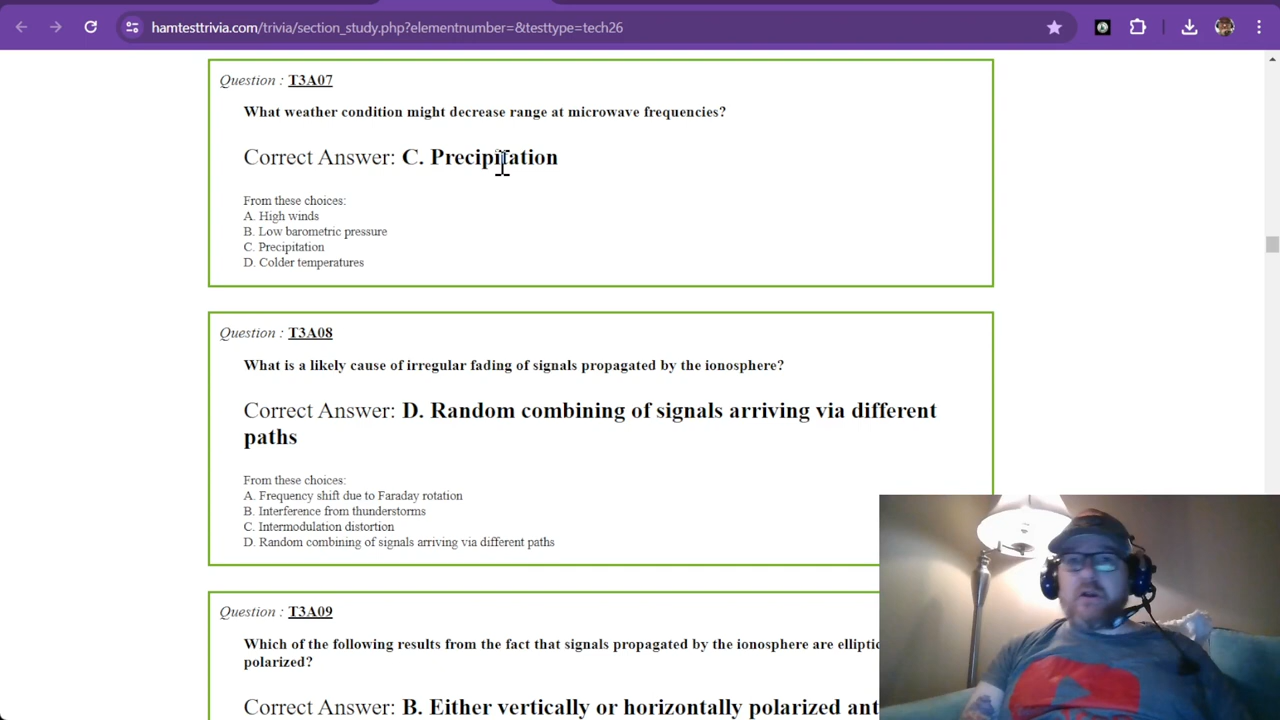 hamtesttrivia.com/trivia/section_study.php?elementnumber=&testtype=tech26
Question : T3A07
What weather condition might decrease range at microwave frequencies?
Correct Answer: C. Precipitation
From these choices:
A. High winds
B. Low barometric pressure
C. Precipitation
D. Colder temperatures
Question : T3A08
What is a likely cause of irregular fading of signals propagated by the ionosphere?
Correct Answer: D. Random combining of signals arriving via different
paths
From these choices:
A. Frequency shift due to Faraday rotation
B. Interference from thunderstorms
C. Intermodulation distortion
D. Random combining of signals arriving via different paths
Question : T3A09
Which of the following results from the fact that signals propagated by the ionosphere are elliptic
polarized?
Correct Answer: B. Either vertically or horizontally polarized ant